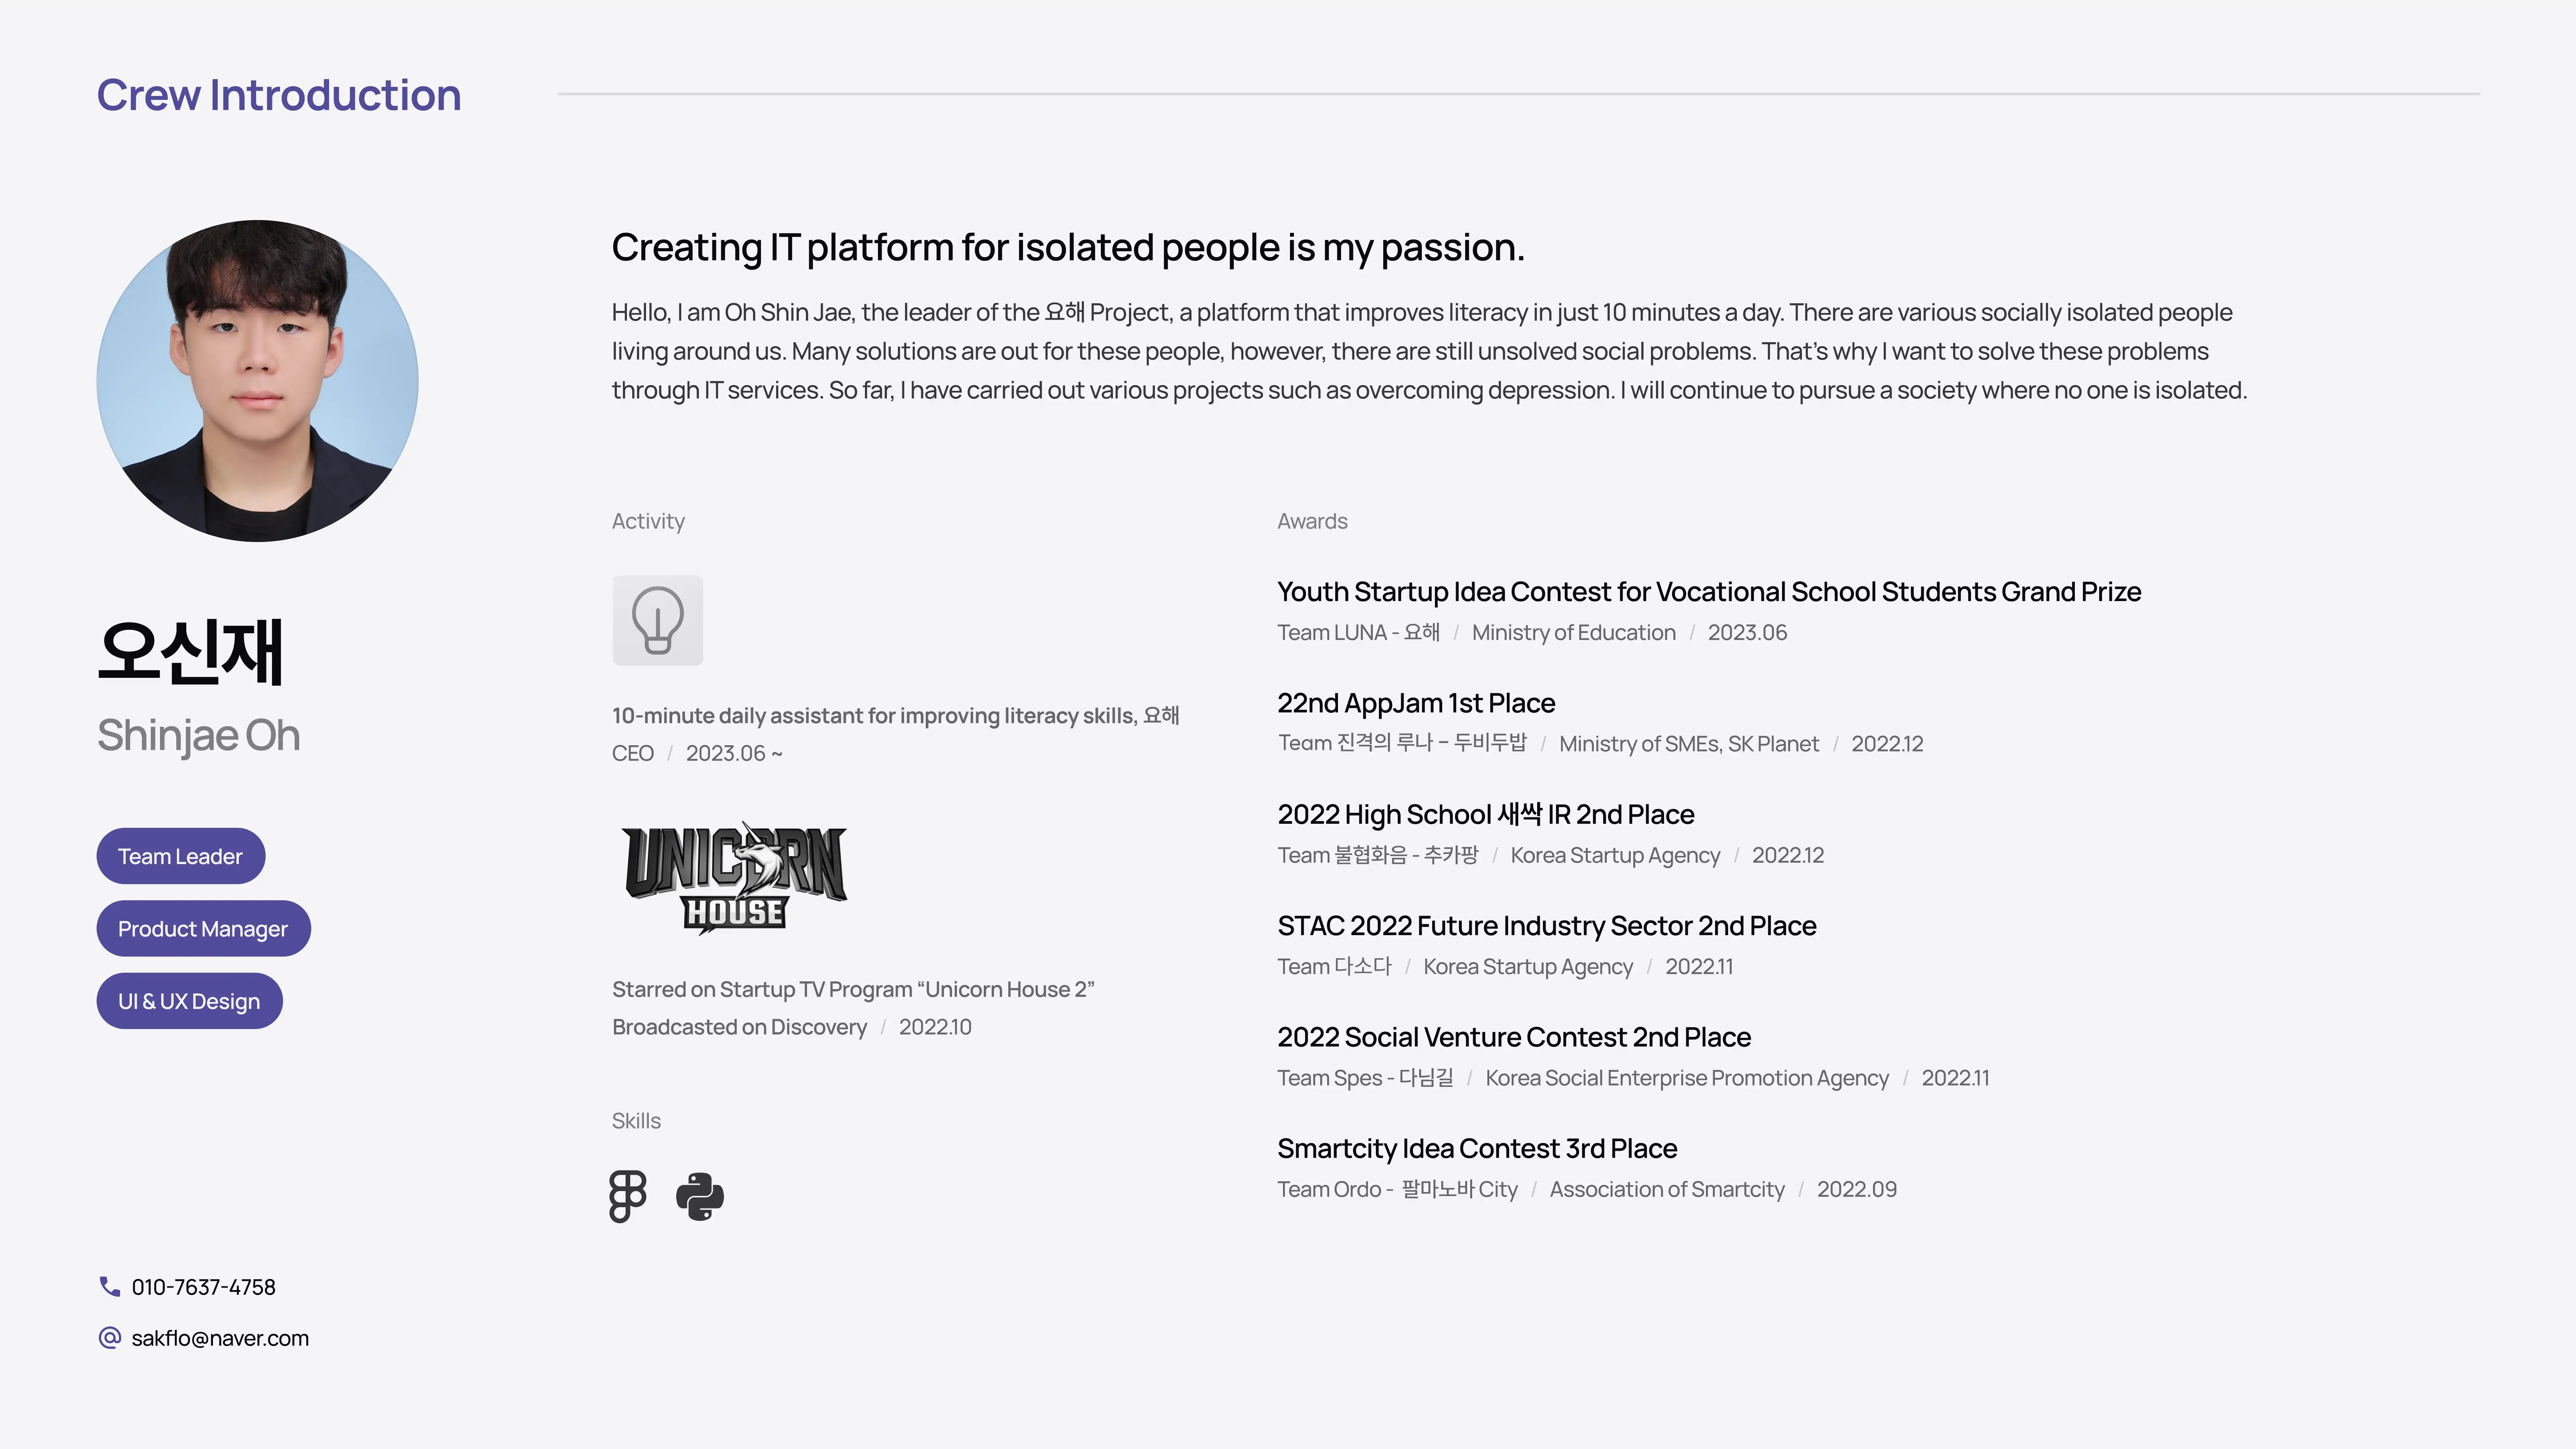 Crew Introduction
오신재
Shinjae Oh
Team Leader
Product Manager
UI & UX Design
010-7637-4758
sakflo@naver.com
Creating IT platform for isolated people is my passion.
Hello, I am Oh Shin Jae, the leader of the 요해 Project, a platform that improves literacy in just 10 minutes a day. There are various socially isolated people
living around us. Many solutions are out for these people, however, there are still unsolved social problems. That’s why I want to solve these problems
through IT services. So far, I have carried out various projects such as overcoming depression. I will continue to pursue a society where no one is isolated.
Activity
10-minute daily assistant for improving literacy skills, 요해
CEO / 2023.06 ~
UNICORN
HOUSE
Starred on Startup TV Program “Unicorn House 2”
Broadcasted on Discovery / 2022.10
Skills
Awards
Youth Startup Idea Contest for Vocational School Students Grand Prize
Team LUNA - 요해 / Ministry of Education / 2023.06
22nd AppJam 1st Place
Team 진격의 루나 – 두비두밥 / Ministry of SMEs, SK Planet / 2022.12
2022 High School 새싹 IR 2nd Place
Team 불협화음 - 추카팡 / Korea Startup Agency / 2022.12
STAC 2022 Future Industry Sector 2nd Place
Team 다소다 / Korea Startup Agency / 2022.11
2022 Social Venture Contest 2nd Place
Team Spes - 다님길 / Korea Social Enterprise Promotion Agency / 2022.11
Smartcity Idea Contest 3rd Place
Team Ordo - 팔마노바 City / Association of Smartcity / 2022.09